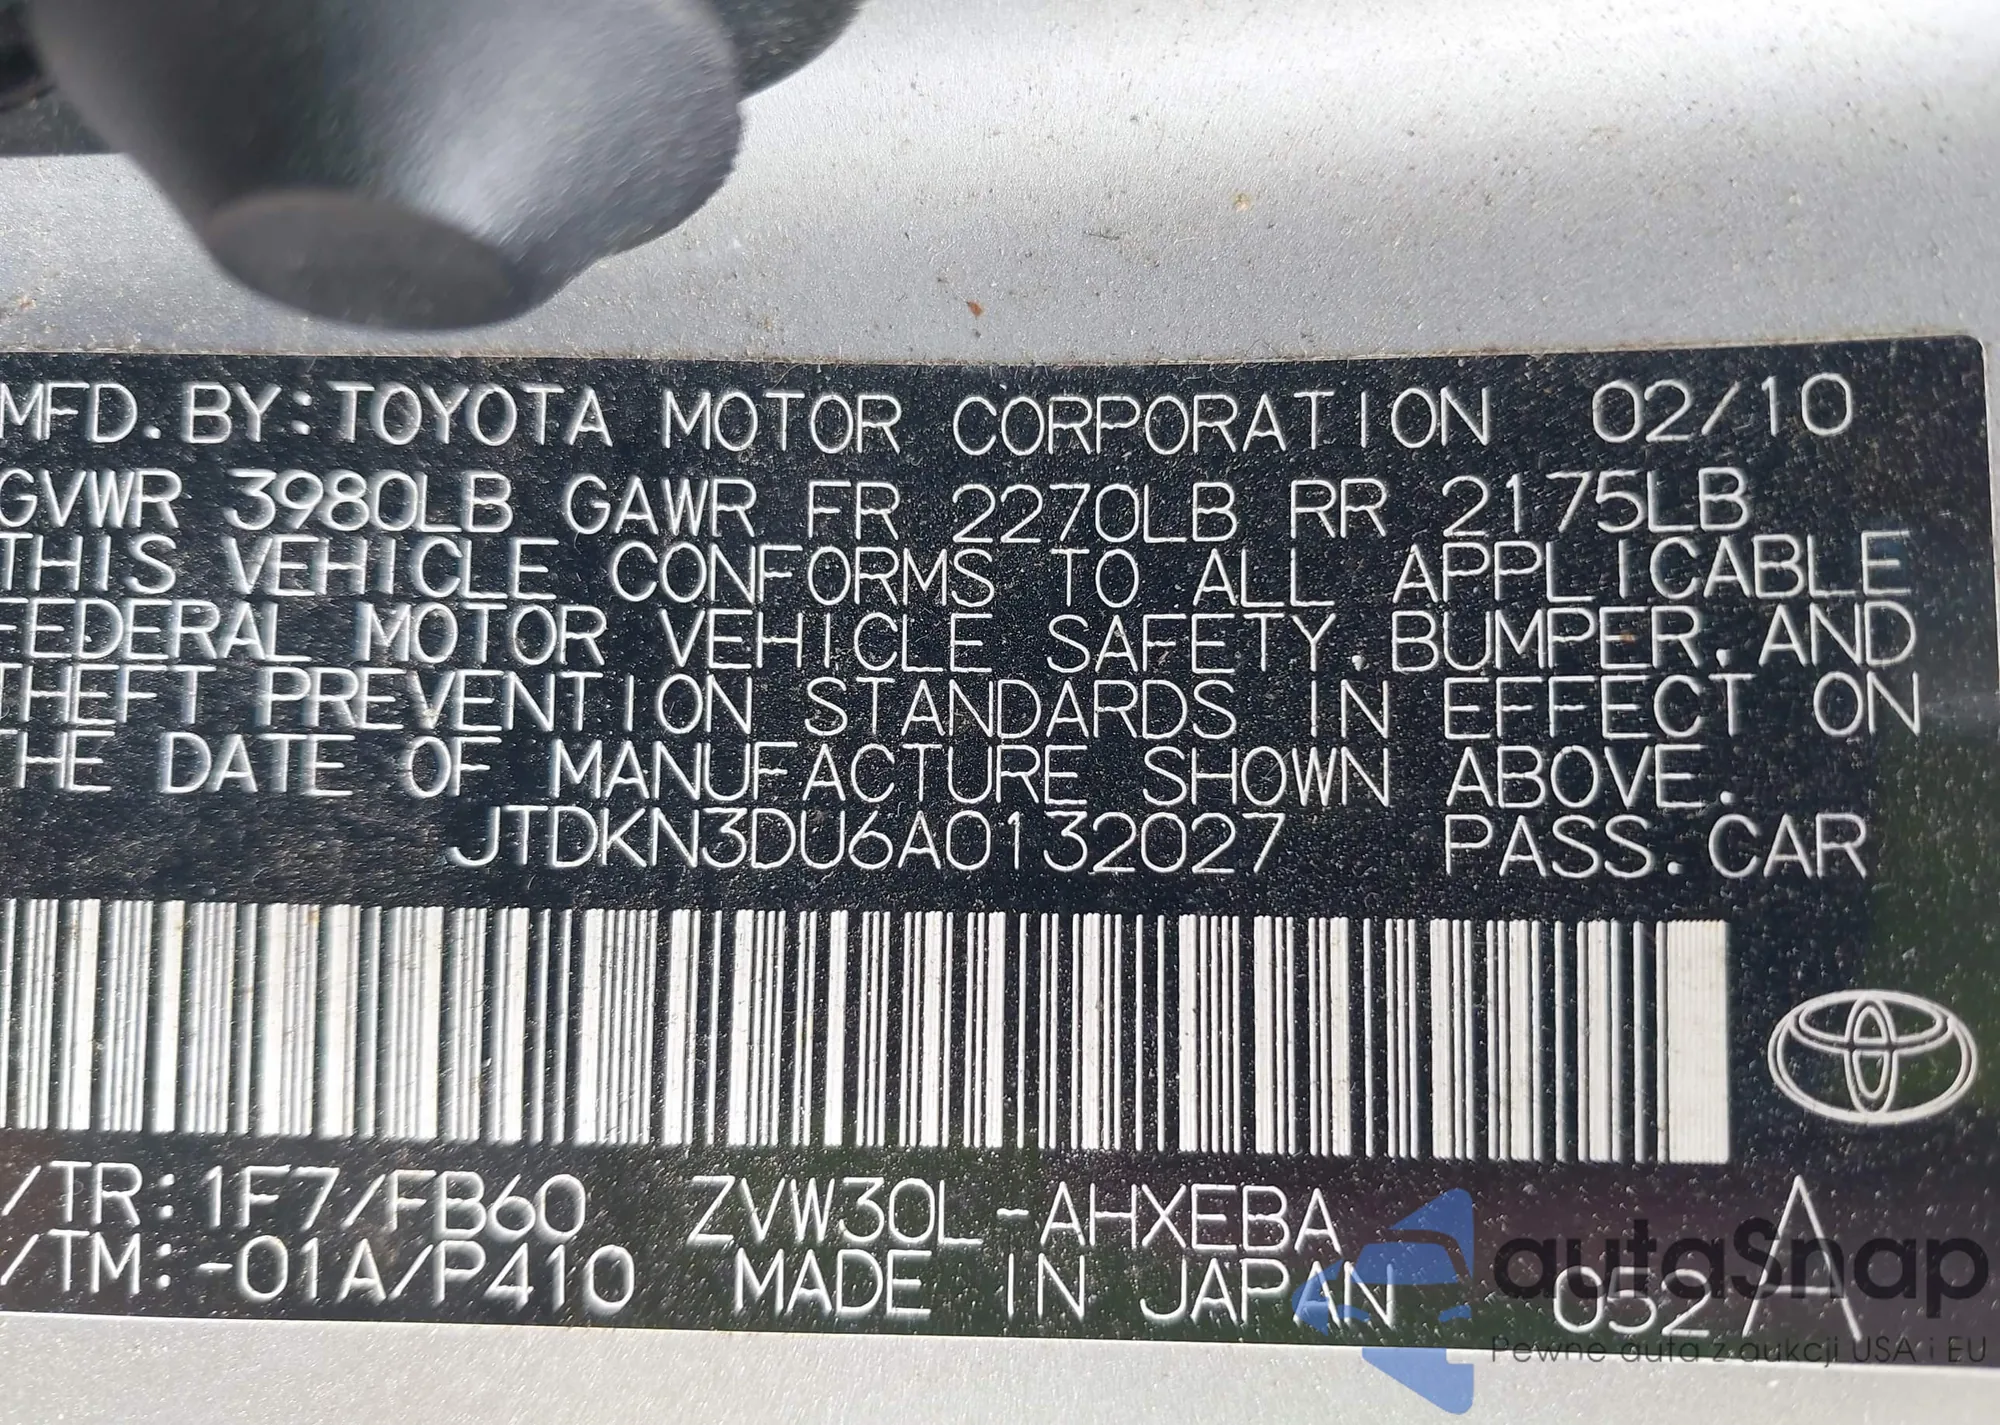 MFD. BY: TOYOTA MOTOR CORPORATION 02/10
GVWR 3980LB GAWR FR 2270LB RR 2175LB
THIS VEHICLE CONFORMS TO ALL APPLICABLE
FEDERAL MOTOR VEHICLE SAFETY. BUMPER. AND
THEFT PREVENTION STANDARDS IN EFFECT ON
THE DATE OF MANUFACTURE SHOWN ABOVE.
JTDKN3DU6A0132027 PASS. CAR
/TR: 1F7/FB60 ZVW30L-AHXEBA A
/TM: -01A/P410 MADE IN JAPAN 052
autaSnap
Pewne auta z aukcji USA i EU